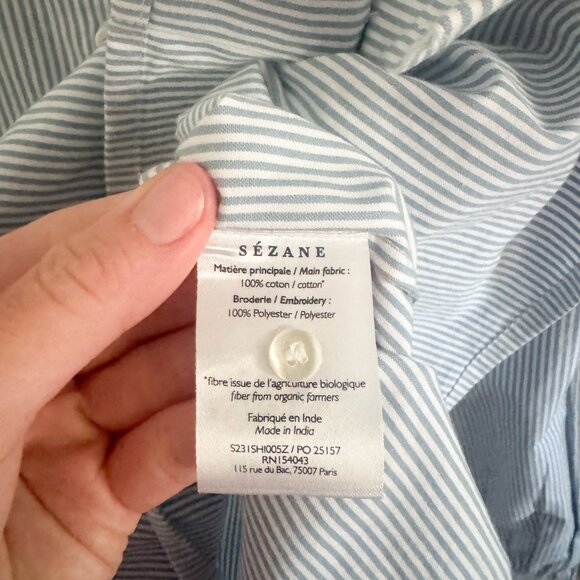 SÉZANE
Matière principale / Main fabric :
100% coton / cotton*
Broderie / Embroidery :
100% Polyester / Polyester
*fibre issue de l'agriculture biologique
fiber from organic farmers
Fabriqué en Inde
Made in India
S231SHI005Z / PO 25157
RN154043
115 rue du Bac, 75007 Paris